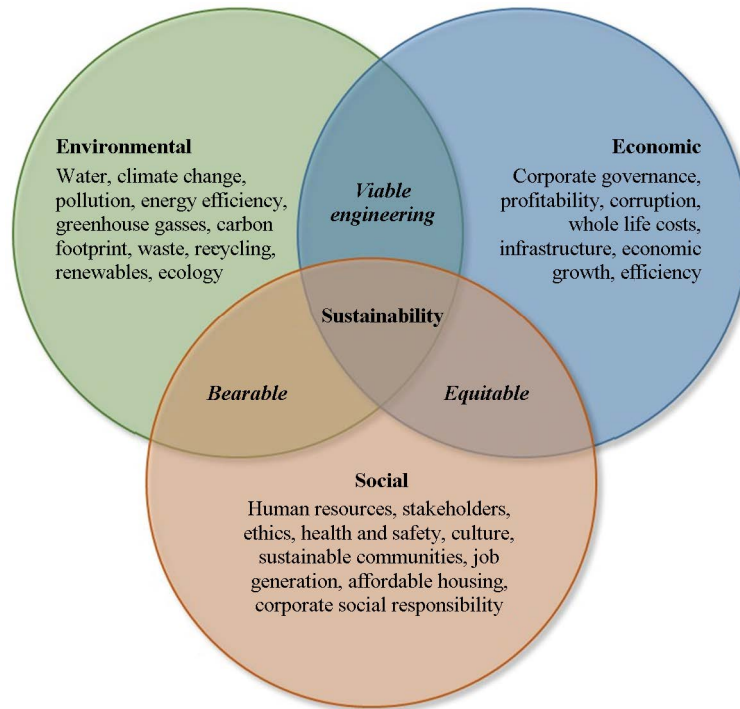 Environmental
Water, climate change,
pollution, energy efficiency,
greenhouse gasses, carbon
footprint, waste, recycling,
renewables, ecology
Economic
Corporate governance,
profitability, corruption,
whole life costs,
infrastructure, economic
growth, efficiency
Viable
engineering
Sustainability
Bearable
Equitable
Social
Human resources, stakeholders,
ethics, health and safety, culture,
sustainable communities, job
generation, affordable housing,
corporate social responsibility